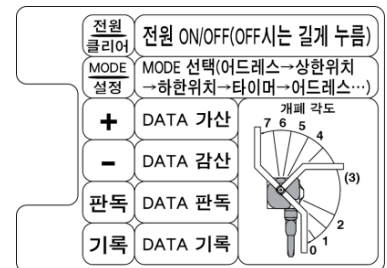 전원
클리어
전원 ON/OFF(OFF시는 길게 누름)
MODE
설정
MODE 선택(어드레스→상한위치
→하한위치→타이머→어드레스…)
+
DATA 가산
-
DATA 감산
판독
DATA 판독
기록
DATA 기록
개폐 각도
7 6 5
4
(3)
2
1
0